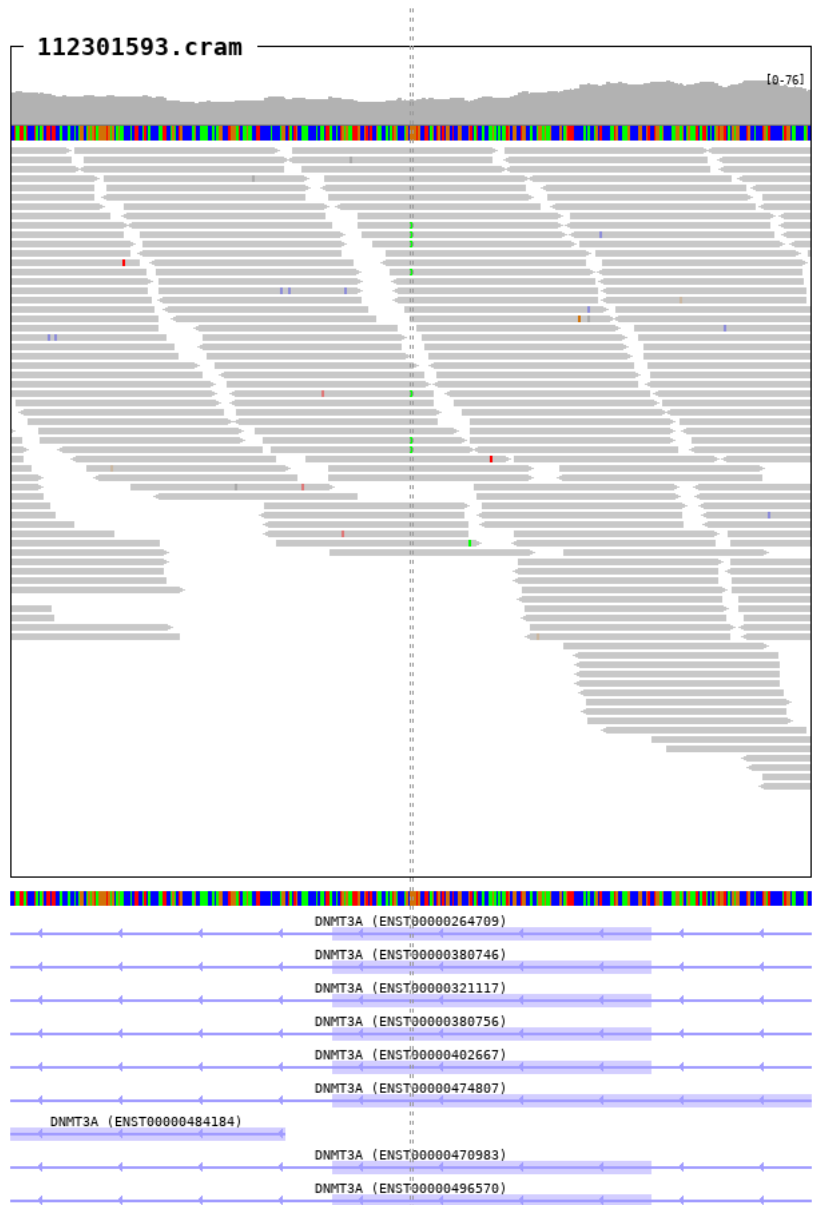 112301593.cram
[0-76]
DNMT3A (ENST00000264709)
DNMT3A (ENST00000380746)
DNMT3A (ENST00000321117)
DNMT3A (ENST00000380756)
DNMT3A (ENST00000402667)
DNMT3A (ENST00000474807)
DNMT3A (ENST00000484184)
DNMT3A (ENST00000470983)
DNMT3A (ENST00000496570)